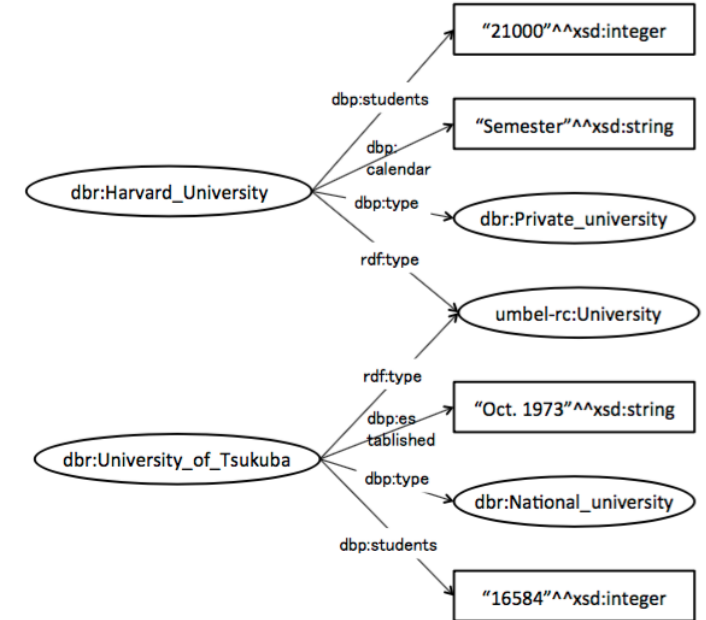 "21000"^^xsd:integer
dbp:students
"Semester"^^xsd:string
dbp:
calendar
dbr:Harvard_University
dbp:type
dbr:Private_university
rdf:type
umbel-rc:University
rdf:type
"Oct. 1973"^^xsd:string
dbp:es
tablished
dbr:University_of_Tsukuba
dbp:type
dbr:National_university
dbp:students
"16584"^^xsd:integer